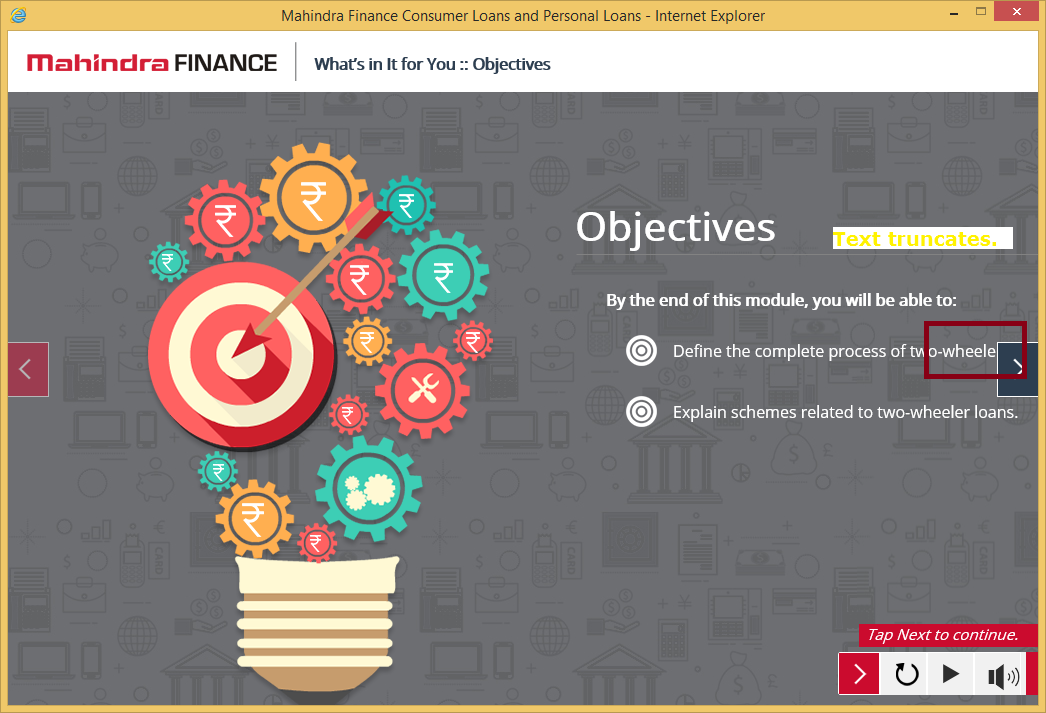 Mahindra Finance Consumer Loans and Personal Loans - Internet Explorer
Mahindra FINANCE
What's in It for You :: Objectives
Objectives
Text truncates.
By the end of this module, you will be able to:
Define the complete process of two-wheele
Explain schemes related to two-wheeler loans.
Tap Next to continue.